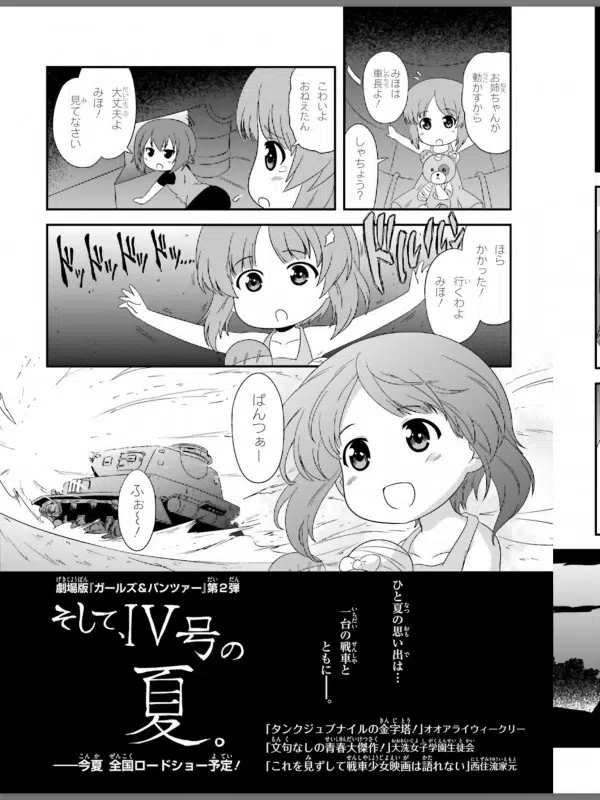 お姉ちゃんが
動かすから
みほは
車長よ！
しゃちょう？
こわいよ
おねえたん
大丈夫よ
みほ！
見てなさい
ほら
かかった！
行くわよ
みほ！
ドッドッドッドッ
ぱんつぁー
ふぉ〜！
ひと夏の思い出は…
一台の戦車と
ともに――。
劇場版『ガールズ&パンツァー』第2弾
そして、IV号の
夏。
――今夏 全国ロードショー予定！
「タンクジュブナイルの金字塔！」オオアライウィークリー
「文句なしの青春大傑作！」大洗女子学園生徒会
「これを見ずして戦車少女映画は語れない」西住流家元